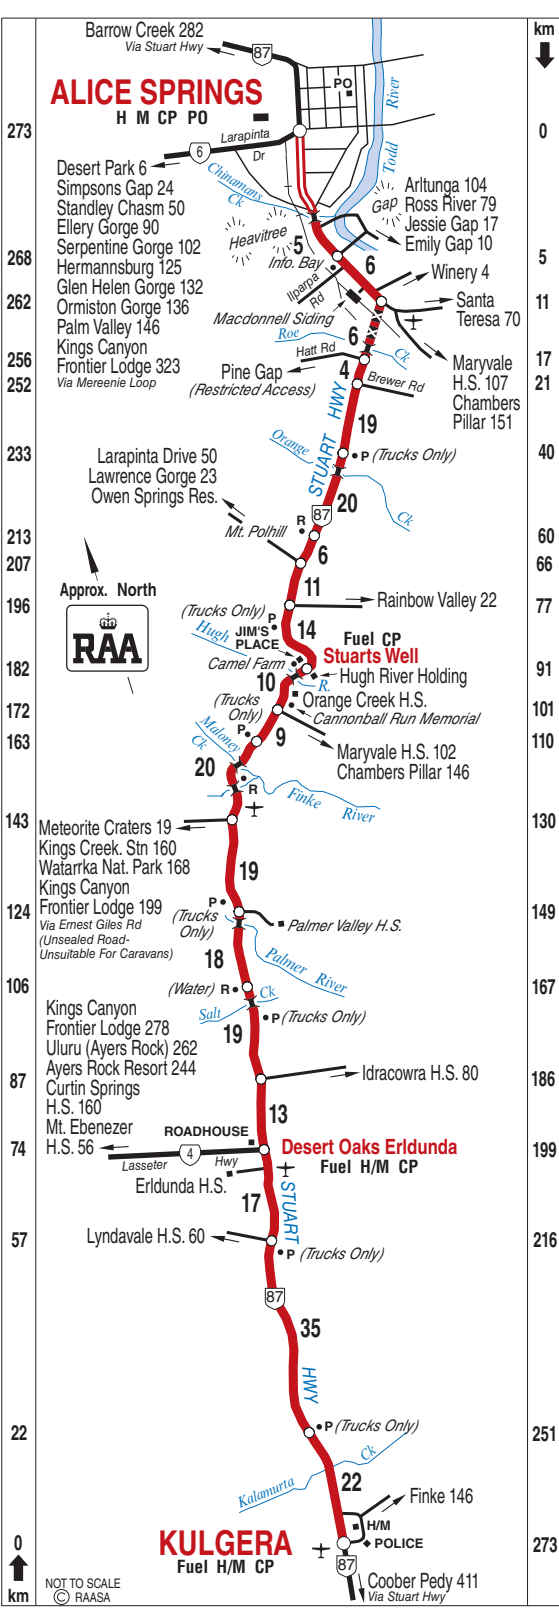 km
Barrow Creek 282
Via Stuart Hwy
87
ALICE SPRINGS
H M CP PO
PO
River
Todd
273
0
6
Larapinta
Dr
Chinamans
Ck
Desert Park 6
Simpsons Gap 24
Standley Chasm 50
Ellery Gorge 90
Serpentine Gorge 102
Hermannsburg 125
Glen Helen 132
Ormiston Gorge 136
Palm Valley 146
Kings Canyon
Frontier Lodge 323
Via Mereenie Loop
Gap
Arltunga 104
Ross River 79
Jessie Gap 17
Emily Gap 10
Heavitree
5
Info. Bay
268
5
6
Winery 4
Ilparpa
Rd
262
11
Santa
Teresa 70
Macdonnell Siding
6
Roe
Ck
Hatt Rd
256
17
4
Pine Gap
(Restricted Access)
Maryvale
H.S. 107
Chambers
Pillar 151
252
21
Brewer Rd
STUART HWY
19
Orange
Ck
233
40
P (Trucks Only)
Larapinta Drive 50
Lawrence Gorge 23
Owen Springs Res.
20
87
R
213
60
Mt. Polhill
6
207
66
11
Approx. North
RAA
196
77
Rainbow Valley 22
(Trucks Only)
P
14
Hugh
R.
JIM'S
PLACE
Fuel CP
Stuarts Well
Camel Farm
182
91
Hugh River Holding
10
Orange Creek H.S.
(Trucks
Only)
172
101
Cannonball Run Memorial
P
9
163
110
Maloney
Ck
Maryvale H.S. 102
Chambers Pillar 146
20
R
Finke River
143
130
Meteorite Craters 19
Kings Creek. Stn 160
Watarrka Nat. Park 168
Kings Canyon
Frontier Lodge 199
Via Ernest Giles Rd
(Unsealed Road-
Unsuitable For Caravans)
19
P
124
149
(Trucks
Only)
Palmer Valley H.S.
18
Palmer River
106
167
(Water) R
Ck
Salt
19
P (Trucks Only)
Kings Canyon
Frontier Lodge 278
Uluru (Ayers Rock) 262
Ayers Rock Resort 244
Curtin Springs
H.S. 160
Mt. Ebenezer
H.S. 56
87
186
Idracowra H.S. 80
13
ROADHOUSE
74
199
4
Lasseter Hwy
Desert Oaks Erldunda
Fuel H/M CP
Erldunda H.S.
17
STUART
Lyndavale H.S. 60
57
216
P (Trucks Only)
87
35
HWY
22
251
P (Trucks Only)
Kalamurta Ck
22
Finke 146
H/M
POLICE
KULGERA
Fuel H/M CP
0
273
87
Coober Pedy 411
Via Stuart Hwy
km
NOT TO SCALE
© RAASA